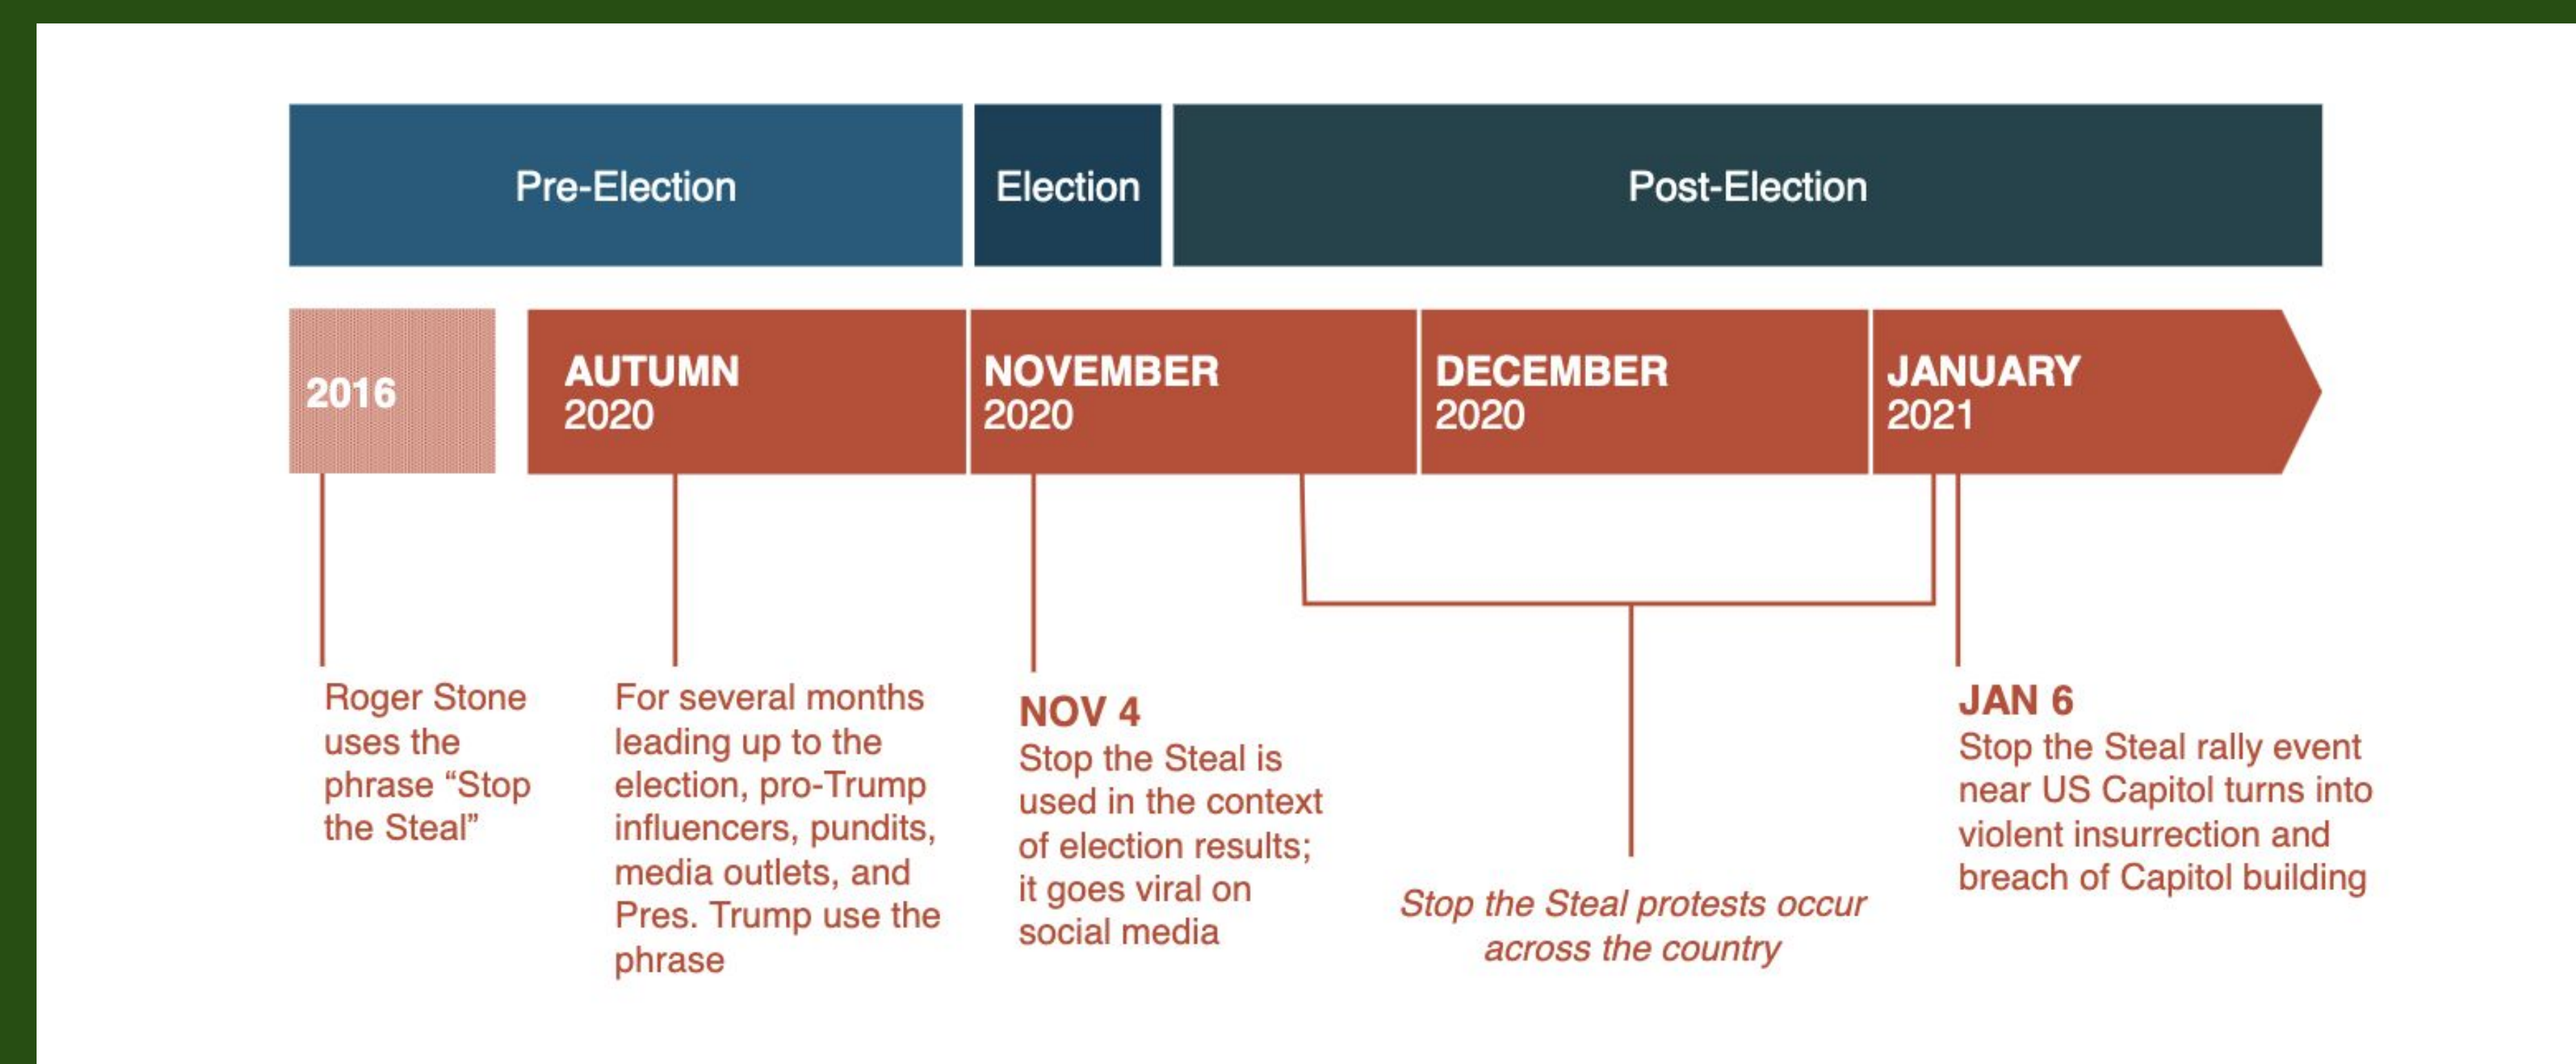 Pre-Election
Election
Post-Election
2016
AUTUMN
2020
NOVEMBER
2020
DECEMBER
2020
JANUARY
2021
Roger Stone
uses the
phrase “Stop
the Steal”
For several months
leading up to the
election, pro-Trump
influencers, pundits,
media outlets, and
Pres. Trump use the
phrase
NOV 4
Stop the Steal is
used in the context
of election results;
it goes viral on
social media
Stop the Steal protests occur
across the country
JAN 6
Stop the Steal rally event
near US Capitol turns into
violent insurrection and
breach of Capitol building